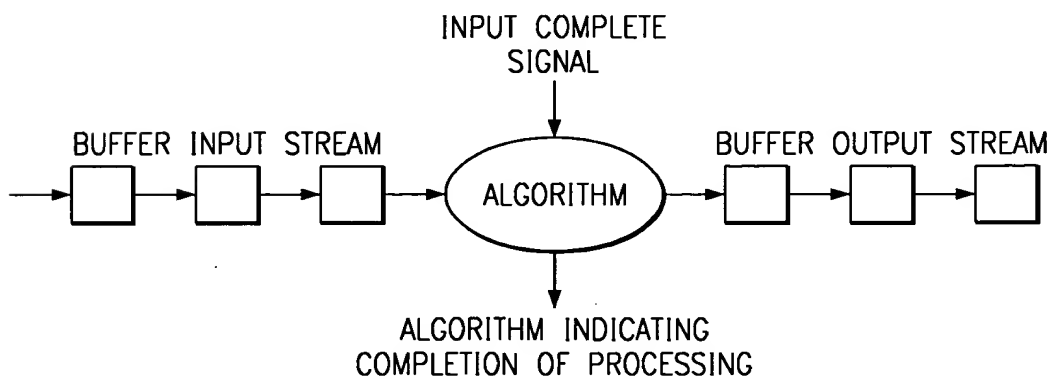 INPUT COMPLETE
SIGNAL
BUFFER INPUT STREAM
ALGORITHM
BUFFER OUTPUT STREAM
ALGORITHM INDICATING
COMPLETION OF PROCESSING